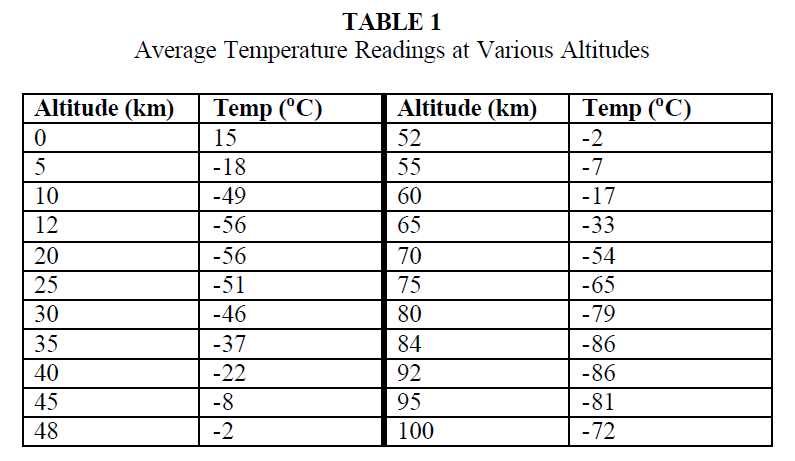 TABLE 1
Average Temperature Readings at Various Altitudes
Altitude (km) Temp (ºC) Altitude (km) Temp (ºC)
0 15 52 -2
5 -18 55 -7
10 -49 60 -17
12 -56 65 -33
20 -56 70 -54
25 -51 75 -65
30 -46 80 -79
35 -37 84 -86
40 -22 92 -86
45 -8 95 -81
48 -2 100 -72